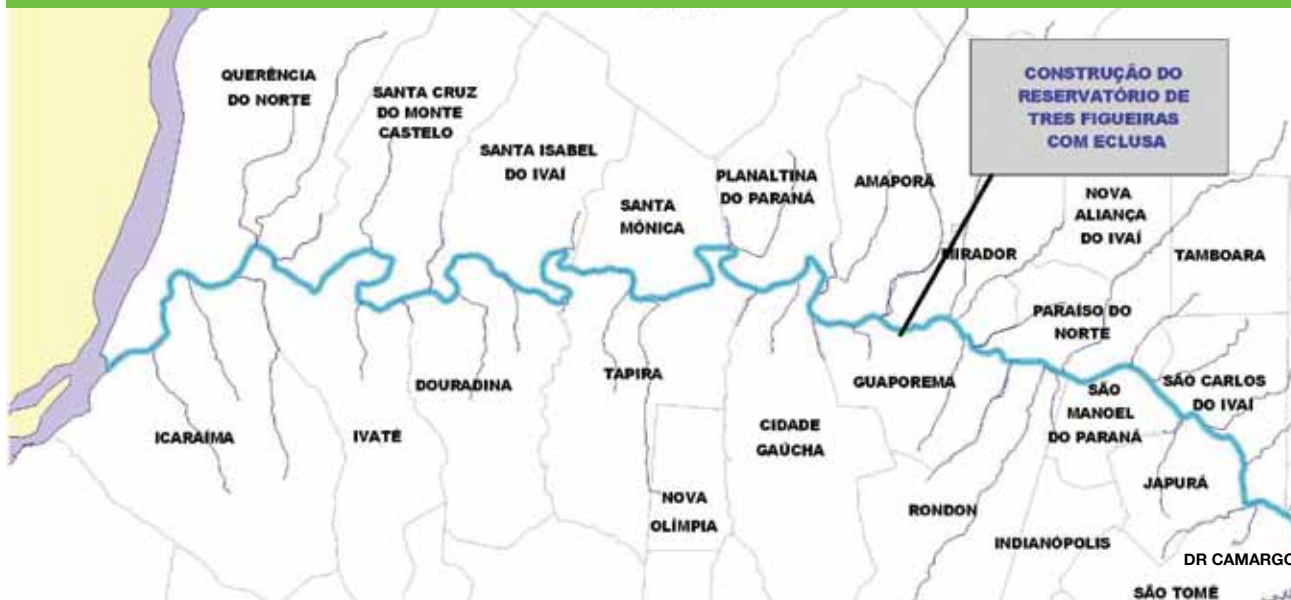 QUERÊNCIA
DO NORTE
SANTA CRUZ
DO MONTE
CASTELO
SANTA ISABEL
DO IVAÍ
SANTA
MÔNICA
PLANALTINA
DO PARANÁ
AMAPORÃ
CONSTRUÇÃO DO
RESERVATÓRIO DE
TRES FIGUEIRAS
COM ECLUSA
MIRADOR
NOVA
ALIANÇA
DO IVAÍ
TAMBOARA
PARAÍSO DO
NORTE
SÃO CARLOS
DO IVAÍ
SÃO
MANOEL
DO PARANÁ
JAPURÁ
ICARAÍMA
IVATÉ
DOURADINA
TAPIRA
NOVA
OLÍMPIA
CIDADE
GAÚCHA
GUAPOREMA
RONDON
INDIANÓPOLIS
DR CAMARGO
SÃO TOMÉ